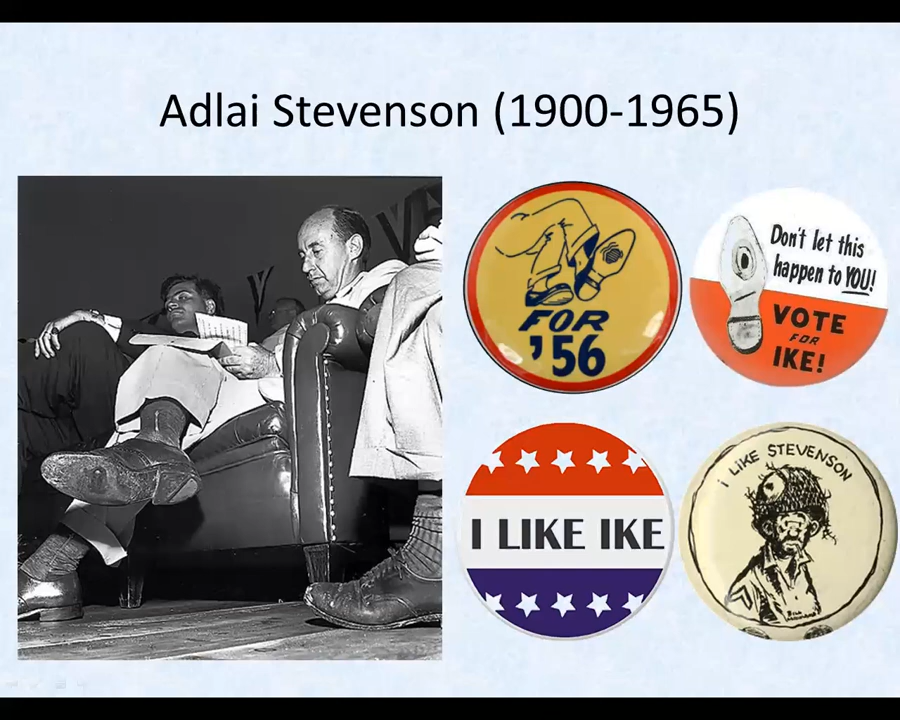 Adlai Stevenson (1900-1965)
FOR
'56
Don't let this
happen to YOU!
VOTE
FOR
IKE!
I LIKE IKE
I LIKE STEVENSON